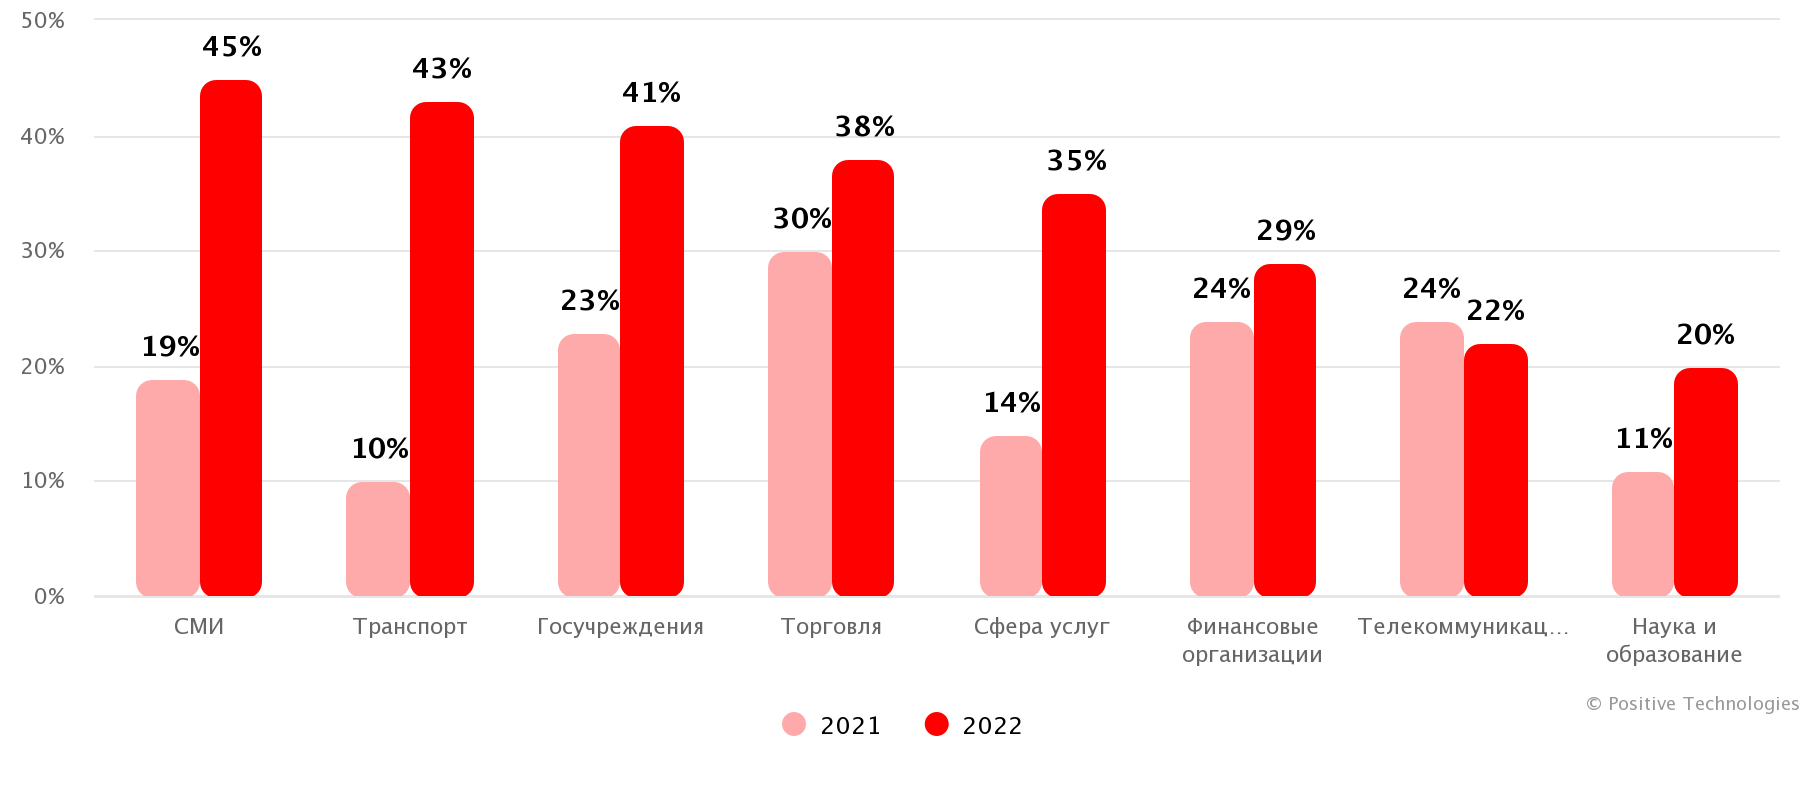 50%
40%
30%
20%
10%
0%
19%
45%
10%
43%
23%
41%
30%
38%
14%
35%
24%
29%
24%
22%
11%
20%
СМИ
Транспорт
Госучреждения
Торговля
Сфера услуг
Финансовые
организации
Телекоммуникац...
Наука и
образование
© Positive Technologies
2021
2022